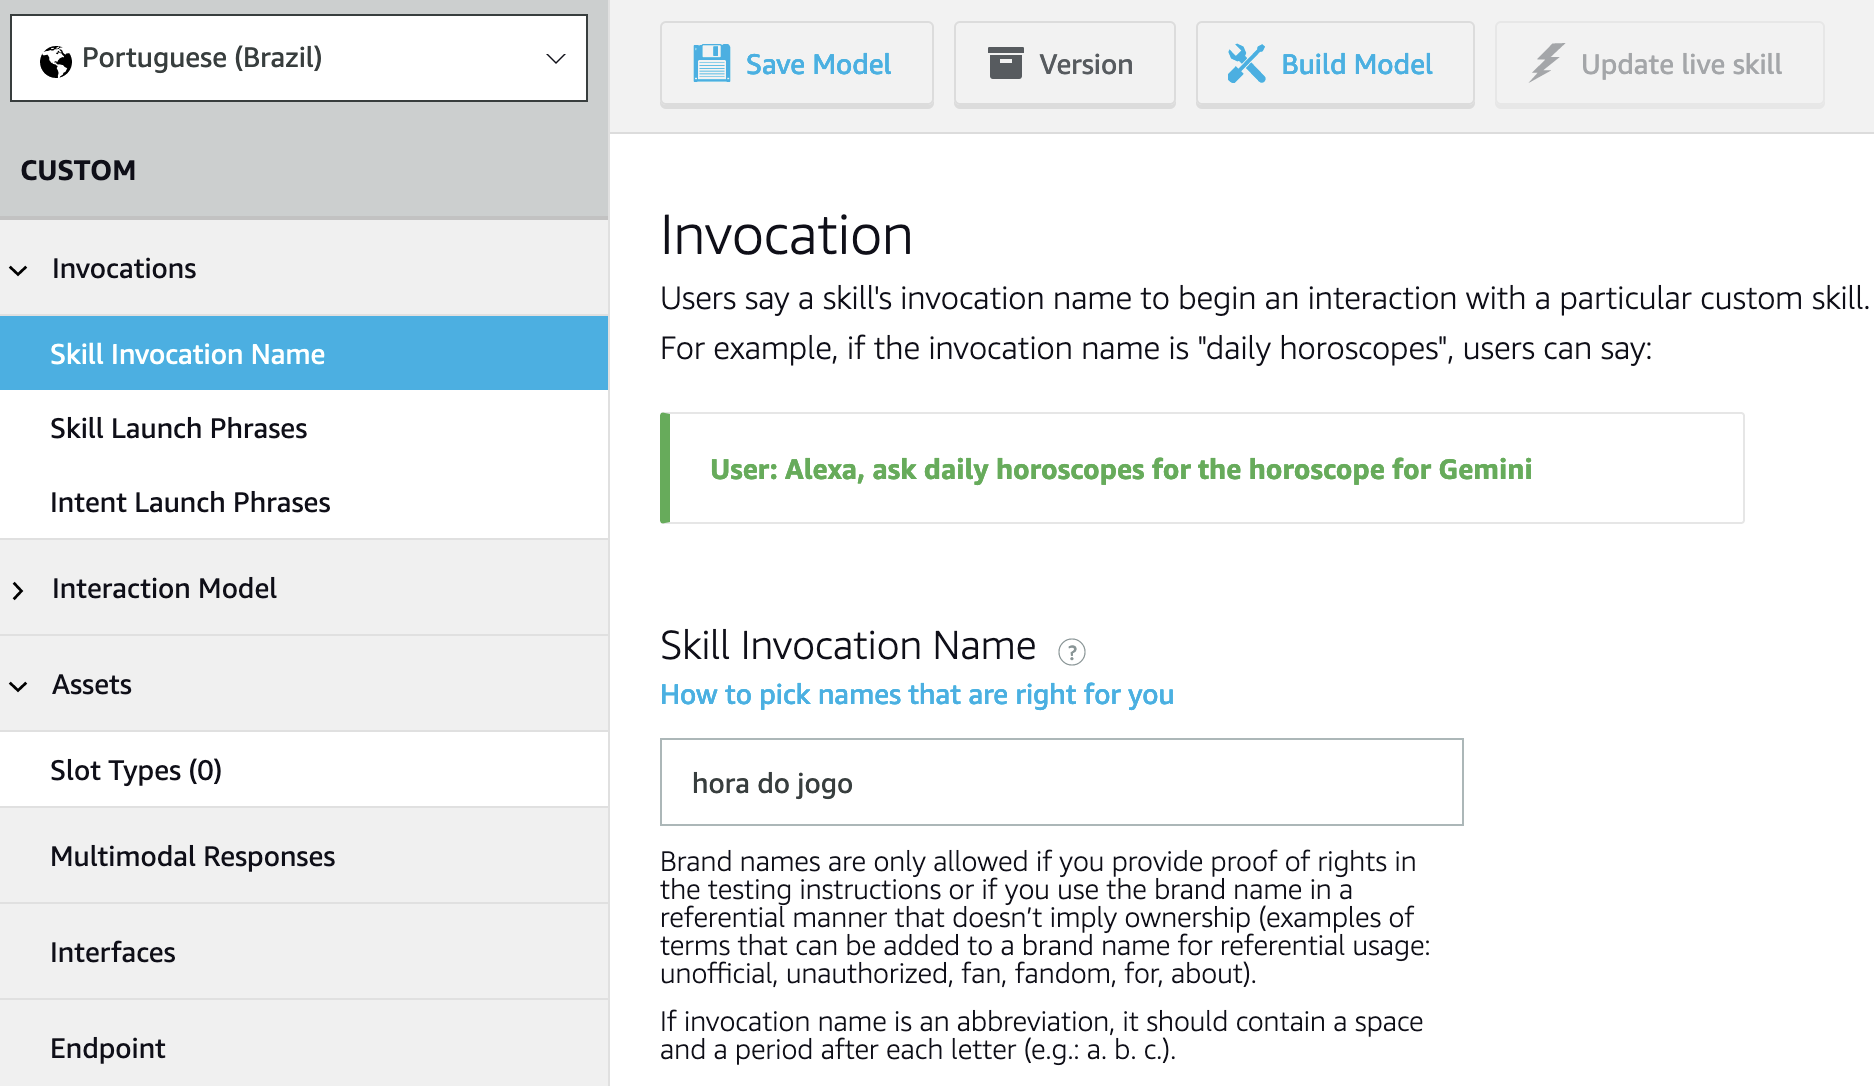 Portuguese (Brazil)
CUSTOM
Invocations
Skill Invocation Name
Skill Launch Phrases
Intent Launch Phrases
Interaction Model
Assets
Slot Types (0)
Multimodal Responses
Interfaces
Endpoint
Save Model
Version
Build Model
Update live skill
Invocation
Users say a skill's invocation name to begin an interaction with a particular custom skill.
For example, if the invocation name is "daily horoscopes", users can say:
User: Alexa, ask daily horoscopes for the horoscope for Gemini
Skill Invocation Name ?
How to pick names that are right for you
hora do jogo
Brand names are only allowed if you provide proof of rights in
the testing instructions or if you use the brand name in a
referential manner that doesn’t imply ownership (examples of
terms that can be added to a brand name for referential usage:
unofficial, unauthorized, fan, fandom, for, about).
If invocation name is an abbreviation, it should contain a space
and a period after each letter (e.g.: a. b. c.).